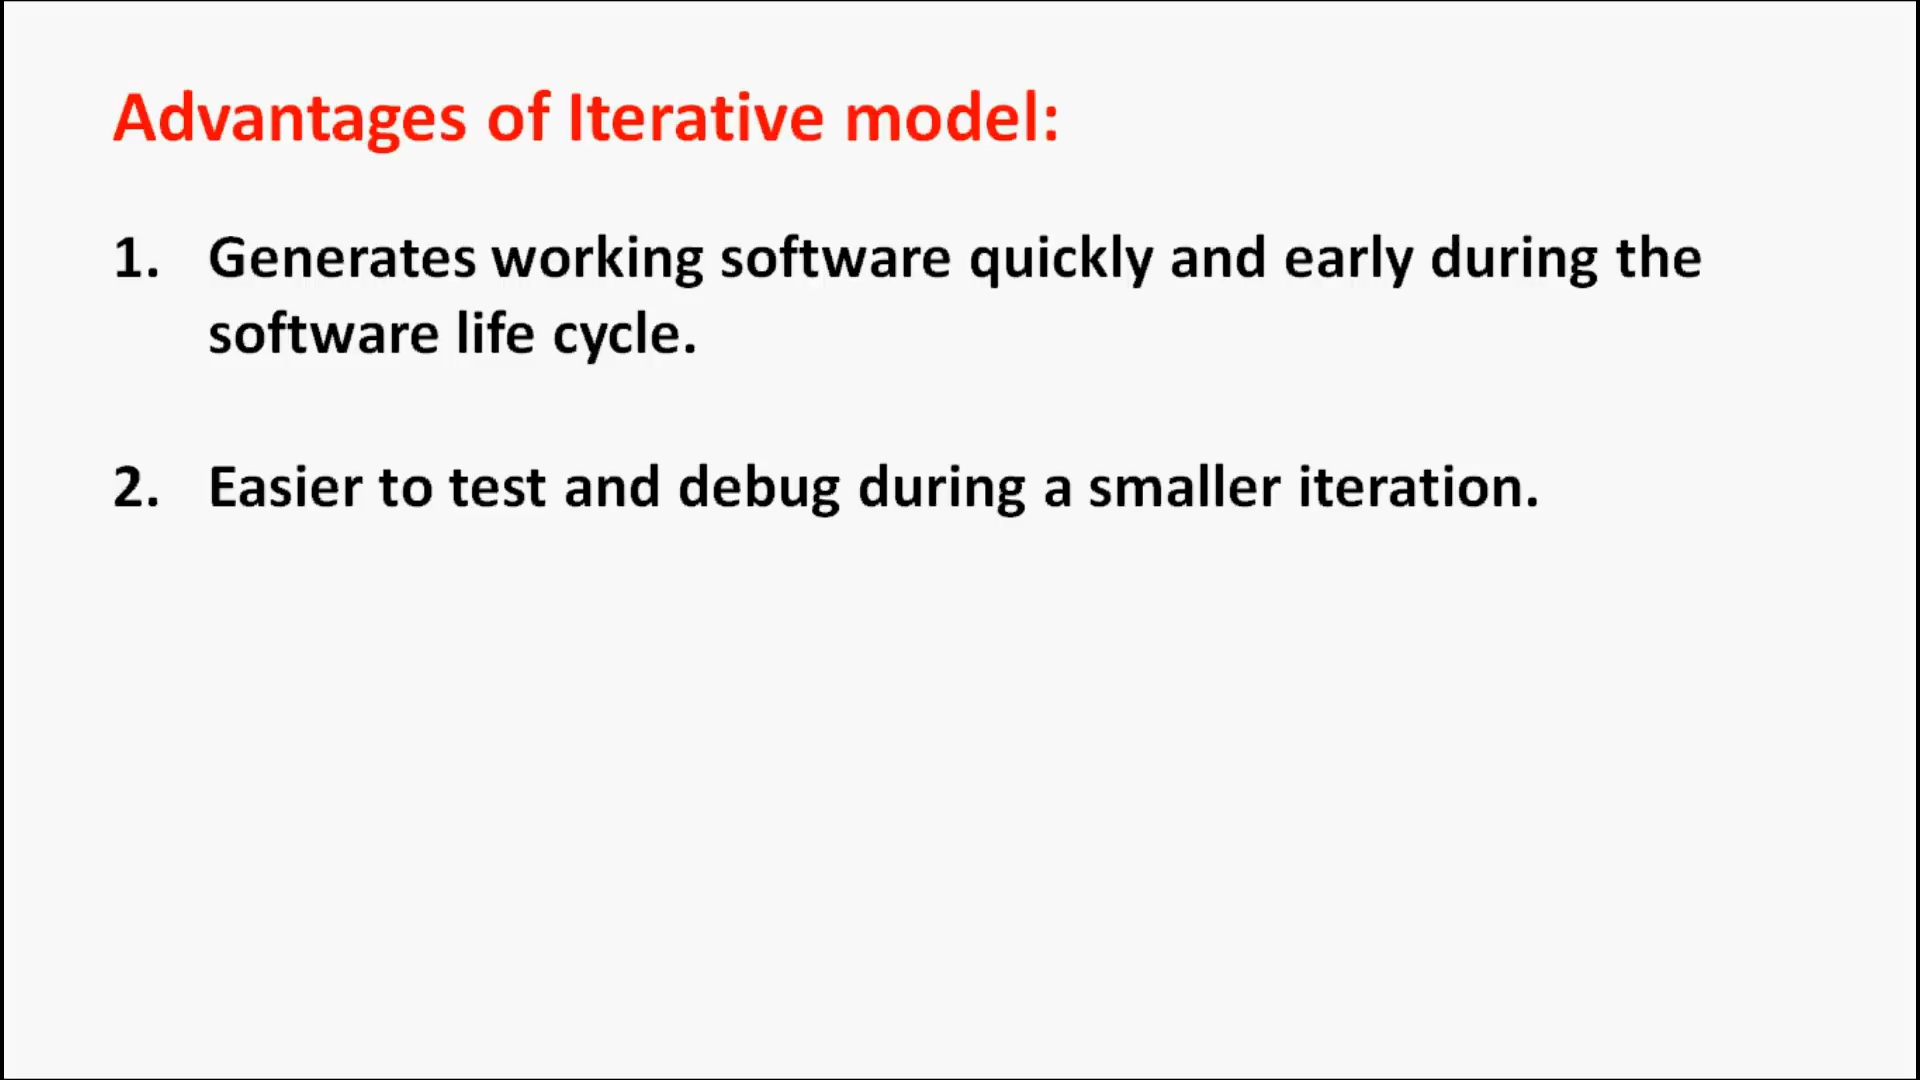 Advantages of Iterative model:
1. Generates working software quickly and early during the
software life cycle.
2. Easier to test and debug during a smaller iteration.